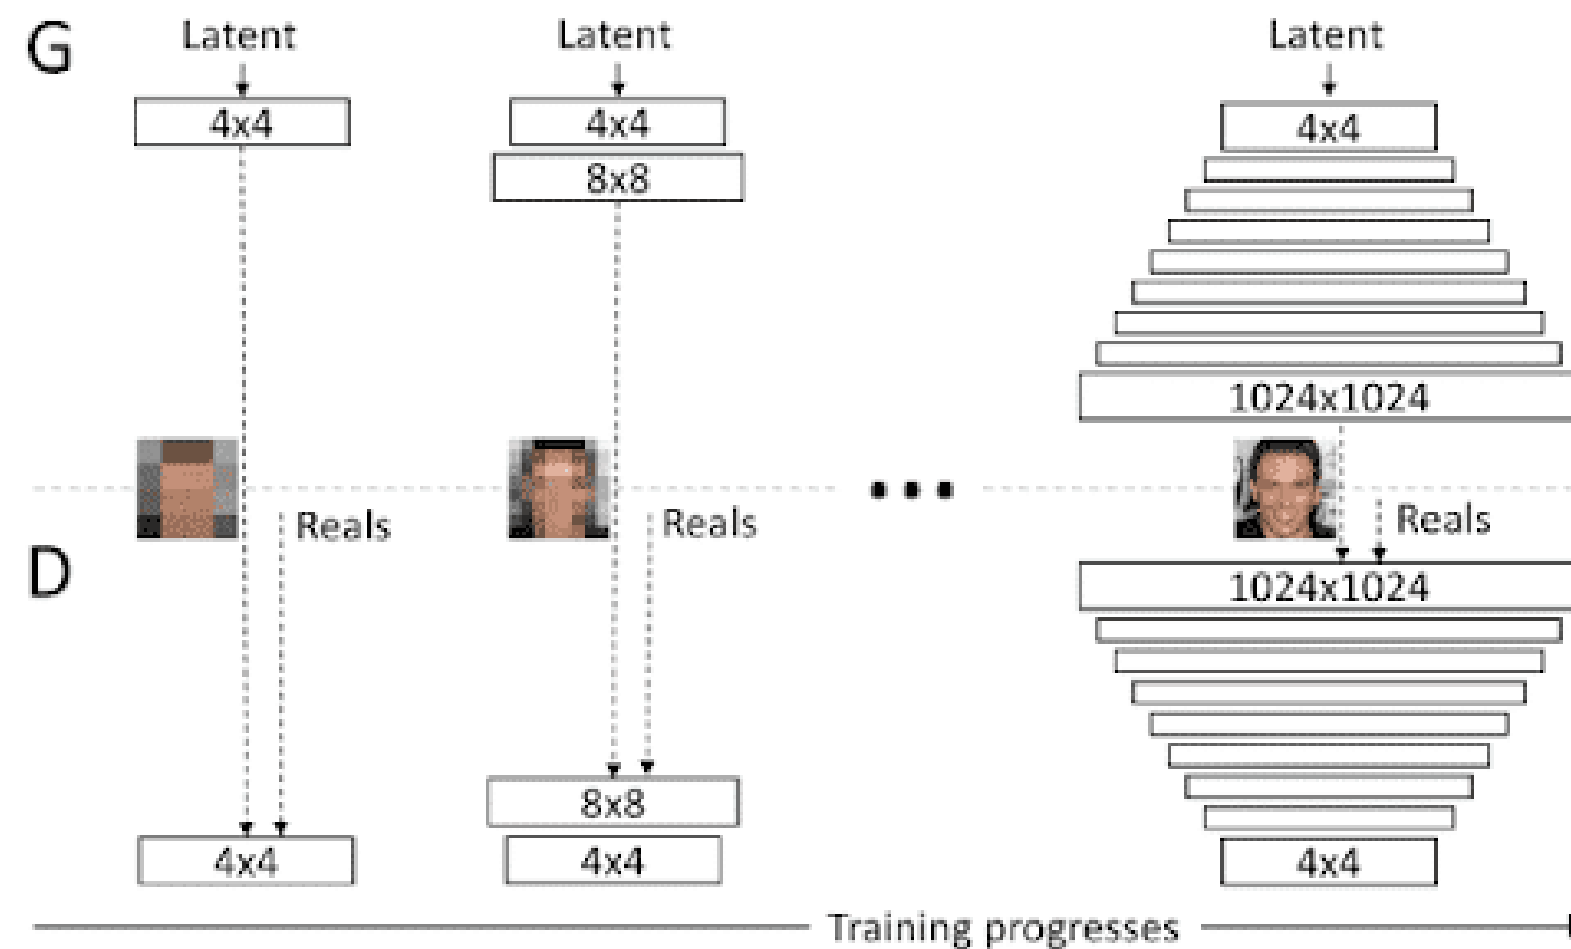 G
Latent
Latent
Latent
4x4
4x4
4x4
8x8
1024x1024
Reals
Reals
Reals
D
1024x1024
8x8
4x4
4x4
4x4
Training progresses